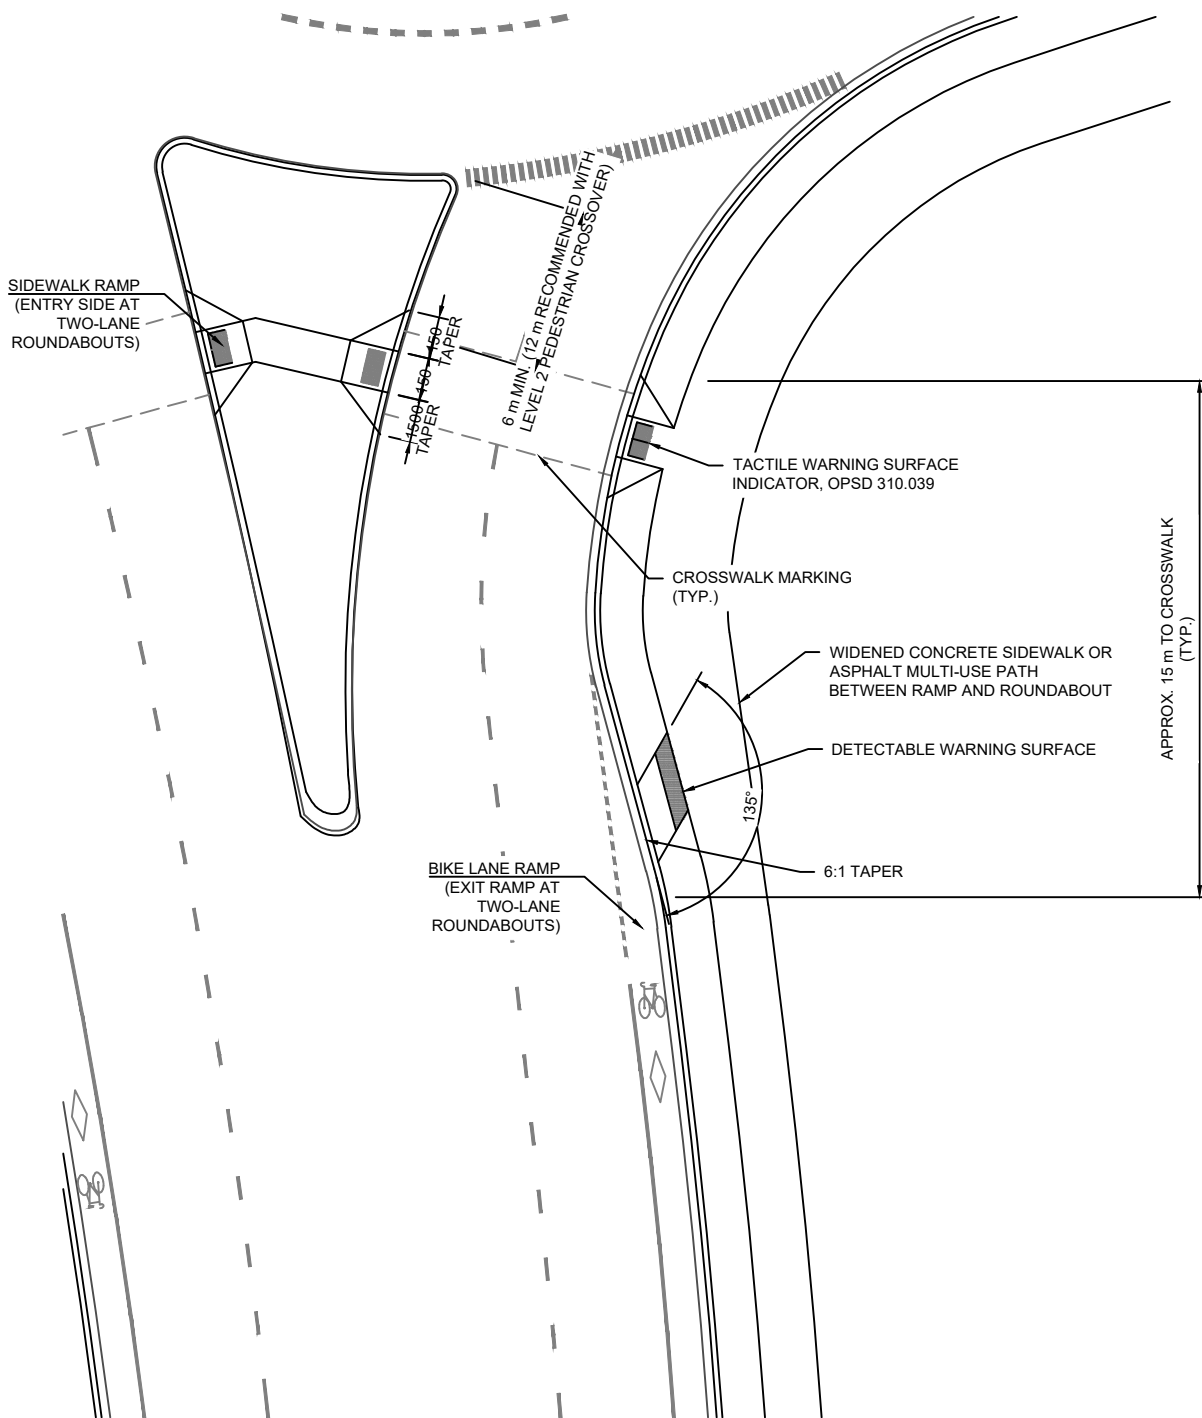 SIDEWALK RAMP
(ENTRY SIDE AT
TWO-LANE
ROUNDABOUTS)
150
TAPER
150
1500
TAPER
6 m MIN. (12 m RECOMMENDED WITH
LEVEL 2 PEDESTRIAN CROSSOVER)
TACTILE WARNING SURFACE
INDICATOR, OPSD 310.039
CROSSWALK MARKING
(TYP.)
APPROX. 15 m TO CROSSWALK
(TYP.)
WIDENED CONCRETE SIDEWALK OR
ASPHALT MULTI-USE PATH
BETWEEN RAMP AND ROUNDABOUT
DETECTABLE WARNING SURFACE
135°
6:1 TAPER
BIKE LANE RAMP
(EXIT RAMP AT
TWO-LANE
ROUNDABOUTS)